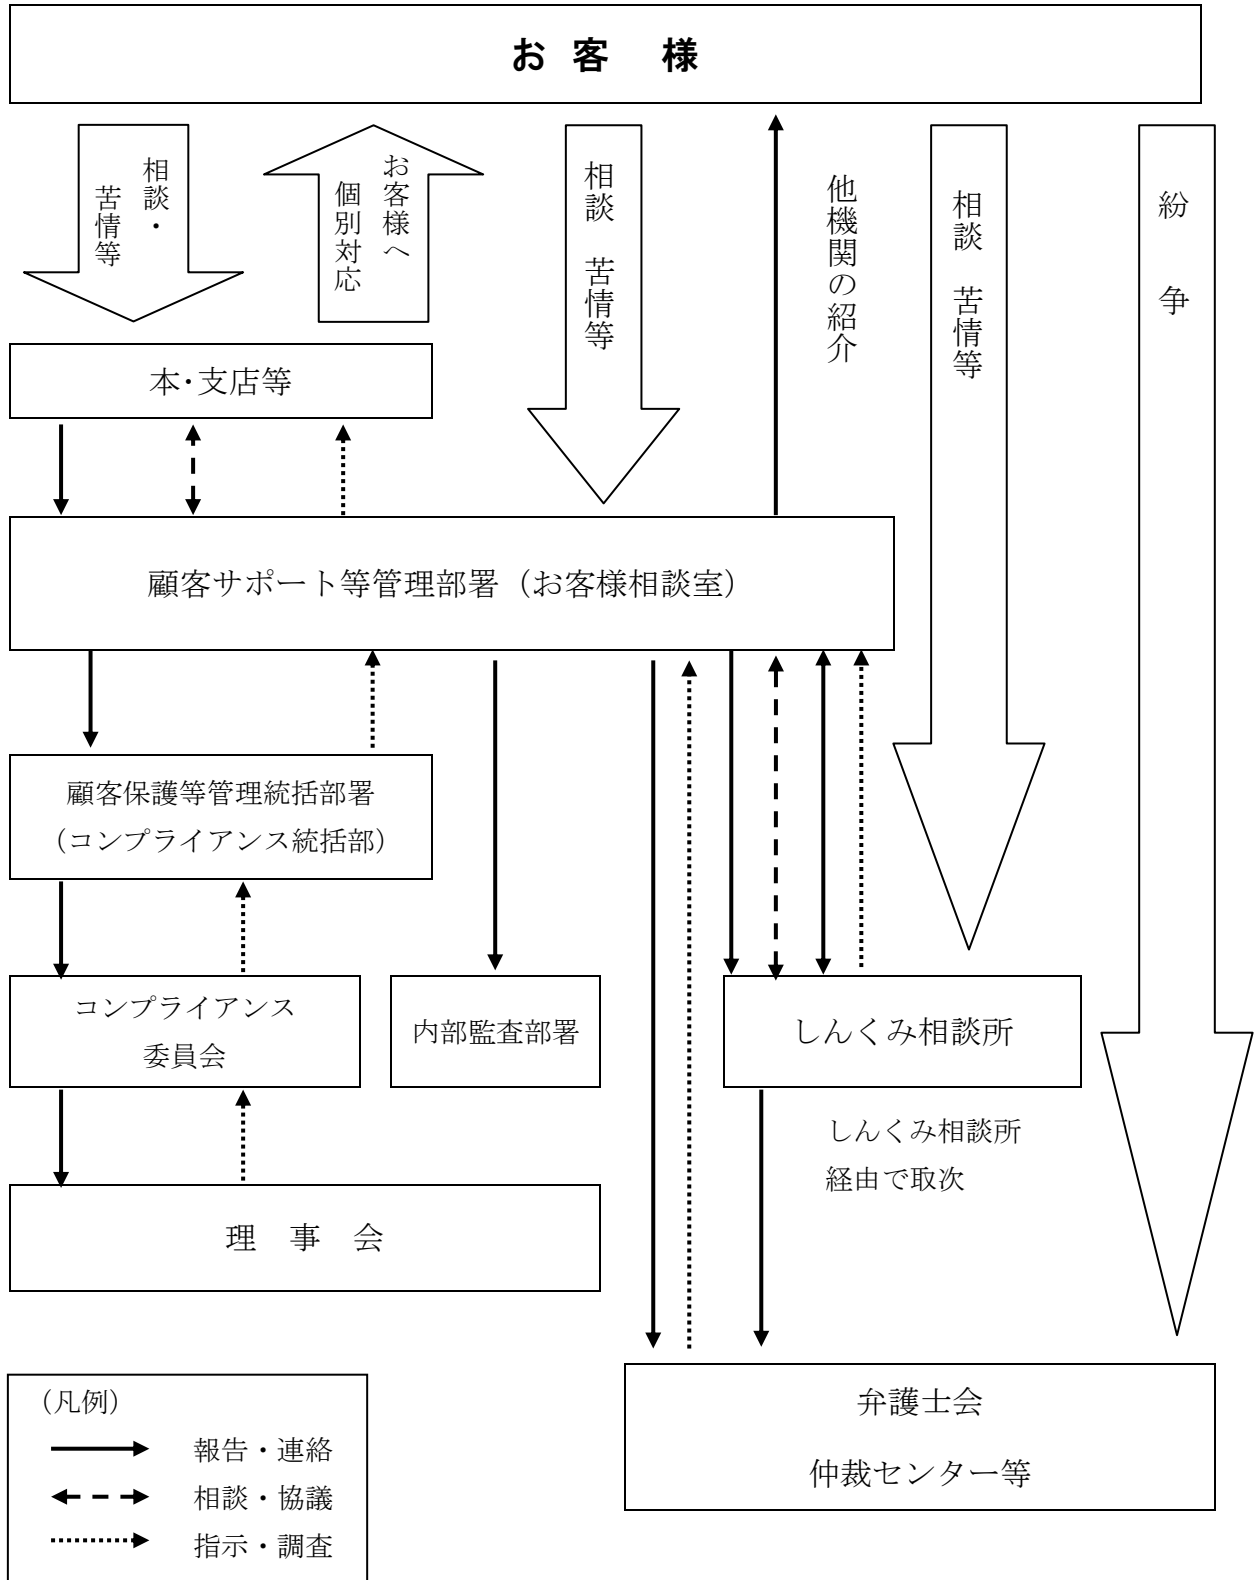 お客様
相談・
苦情等
お客様へ
個別対応
相談 苦情等
他機関の紹介
相談 苦情等
紛争
本・支店等
顧客サポート等管理部署（お客様相談室）
顧客保護等管理統括部署
（コンプライアンス統括部）
コンプライアンス
委員会
内部監査部署
しんくみ相談所
しんくみ相談所
経由で取次
理事会
弁護士会
仲裁センター等
（凡例）
報告・連絡
相談・協議
指示・調査